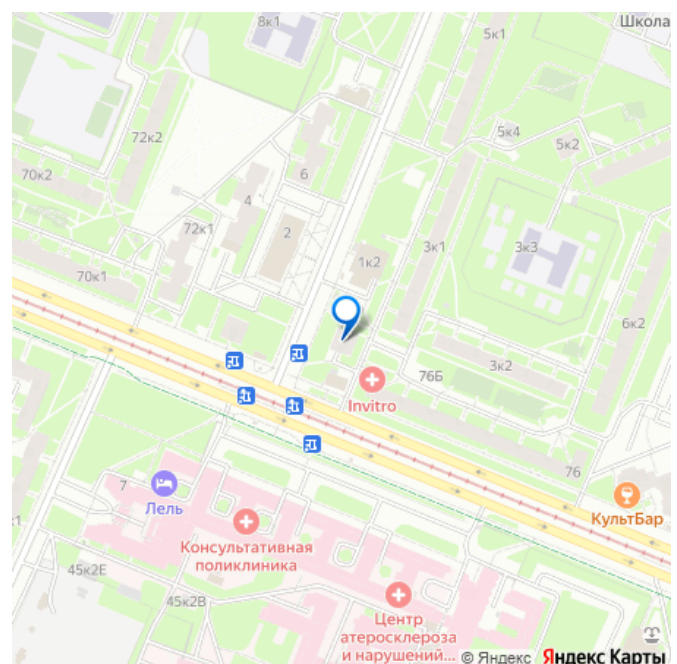 8к1
Школа
5к1
72к2
5к4
5к2
70к2
6
4
72к1
2
3к1
3к3
1к2
70к1
6к2
3к2
76Б
Invitro
76
7
Лель
КультБар
к1
Консультативная
поликлиника
45к2Е
45к2В
Центр
атеросклероза
и нарушений...
© Яндекс Яндекс Карты